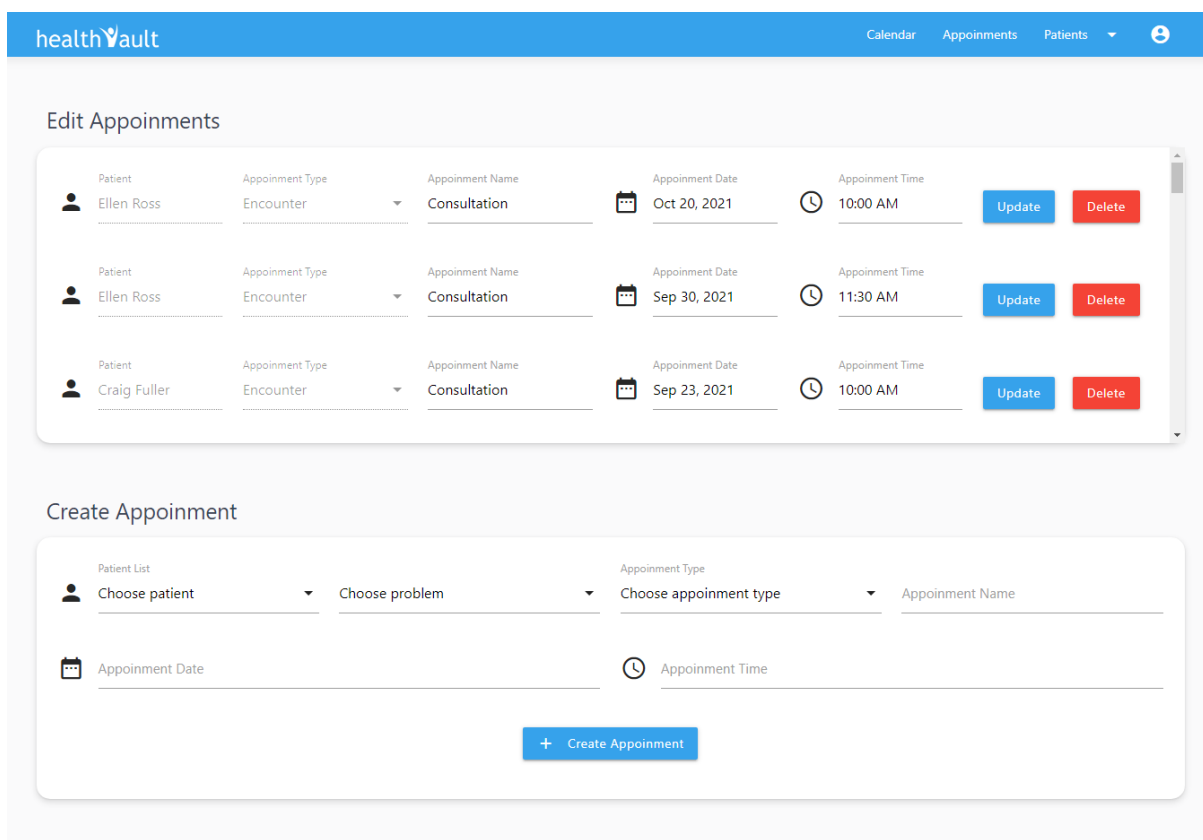 healthVault
Calendar Appoinments Patients
Edit Appoinments
Patient Appoinment Type Appoinment Name Appoinment Date Appoinment Time
Ellen Ross Encounter Consultation Oct 20, 2021 10:00 AM Update Delete
Patient Appoinment Type Appoinment Name Appoinment Date Appoinment Time
Ellen Ross Encounter Consultation Sep 30, 2021 11:30 AM Update Delete
Patient Appoinment Type Appoinment Name Appoinment Date Appoinment Time
Craig Fuller Encounter Consultation Sep 23, 2021 10:00 AM Update Delete
Create Appoinment
Patient List Appoinment Type
Choose patient Choose problem Choose appoinment type Appoinment Name
Appoinment Date Appoinment Time
+ Create Appoinment